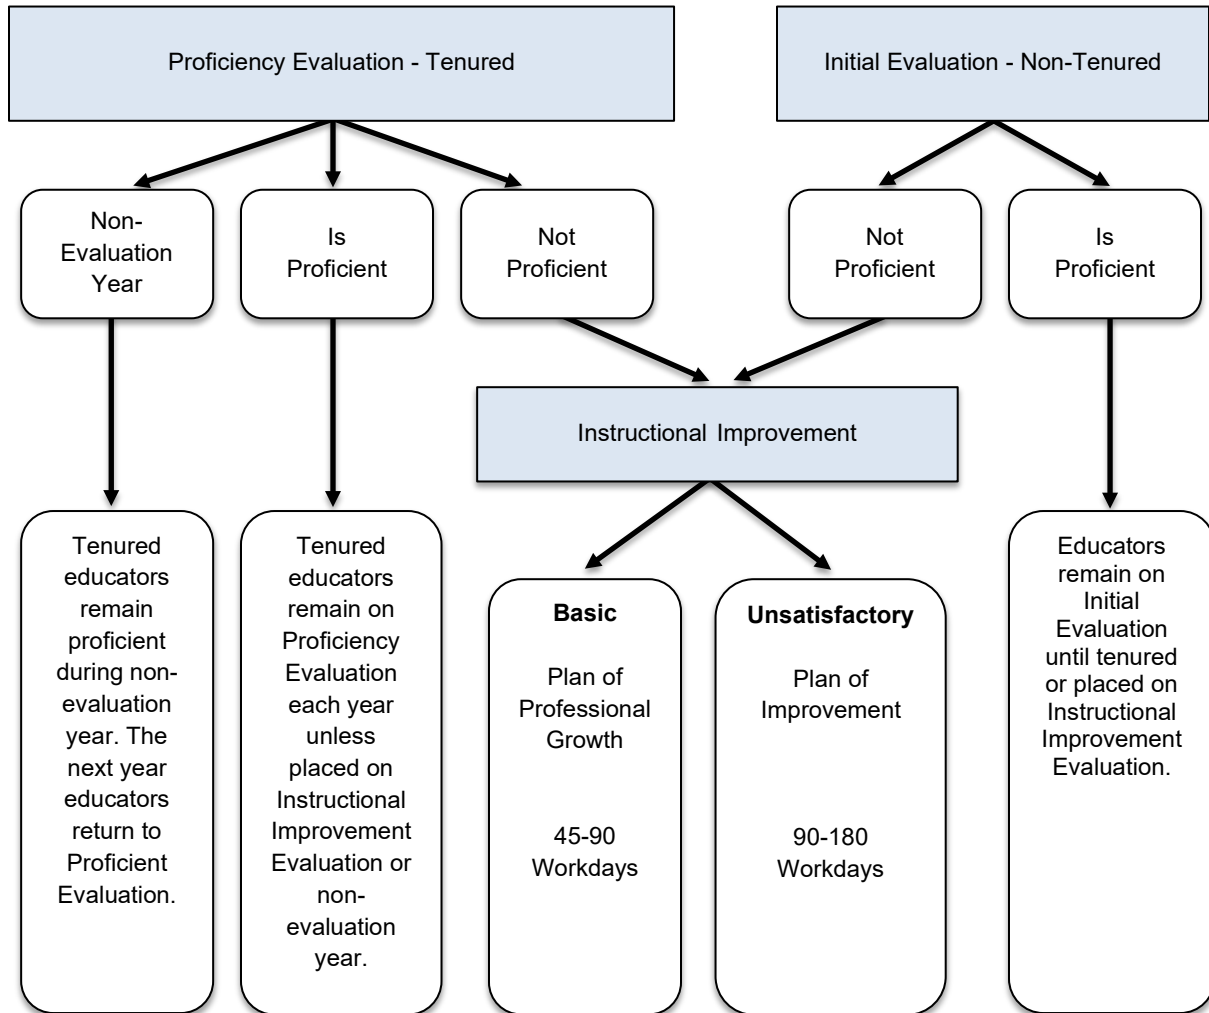 Proficiency Evaluation - Tenured
Initial Evaluation - Non-Tenured
Non-
Evaluation
Year
Is
Proficient
Not
Proficient
Not
Proficient
Is
Proficient
Instructional Improvement
Tenured
educators
remain
proficient
during non-
evaluation
year. The
next year
educators
return to
Proficient
Evaluation.
Tenured
educators
remain on
Proficiency
Evaluation
each year
unless
placed on
Instructional
Improvement
Evaluation or
non-
evaluation
year.
Basic
Plan of
Professional
Growth
45-90
Workdays
Unsatisfactory
Plan of
Improvement
90-180
Workdays
Educators
remain on
Initial
Evaluation
until tenured
or placed on
Instructional
Improvement
Evaluation.